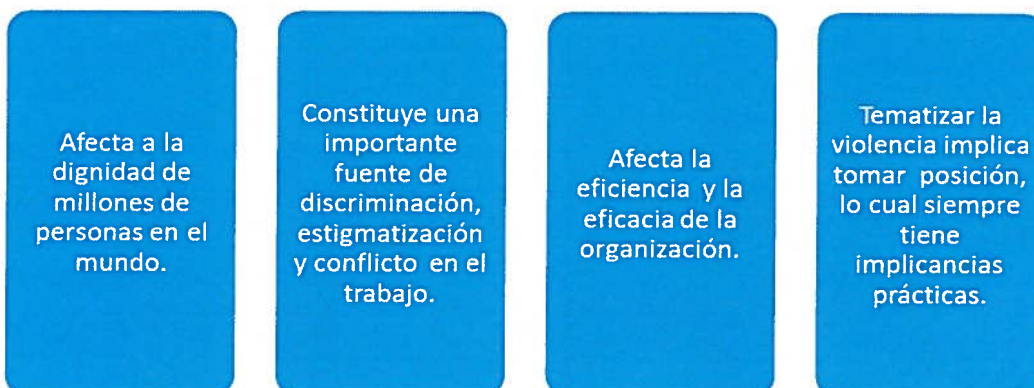 Afecta a la
dignidad de
millones de
personas en el
mundo.
Constituye una
importante
fuente de
discriminación,
estigmatización
y conflicto en el
trabajo.
Afecta la
eficiencia y la
eficacia de la
organización.
Tematizar la
violencia implica
tomar posición,
lo cual siempre
tiene
implicancias
prácticas.